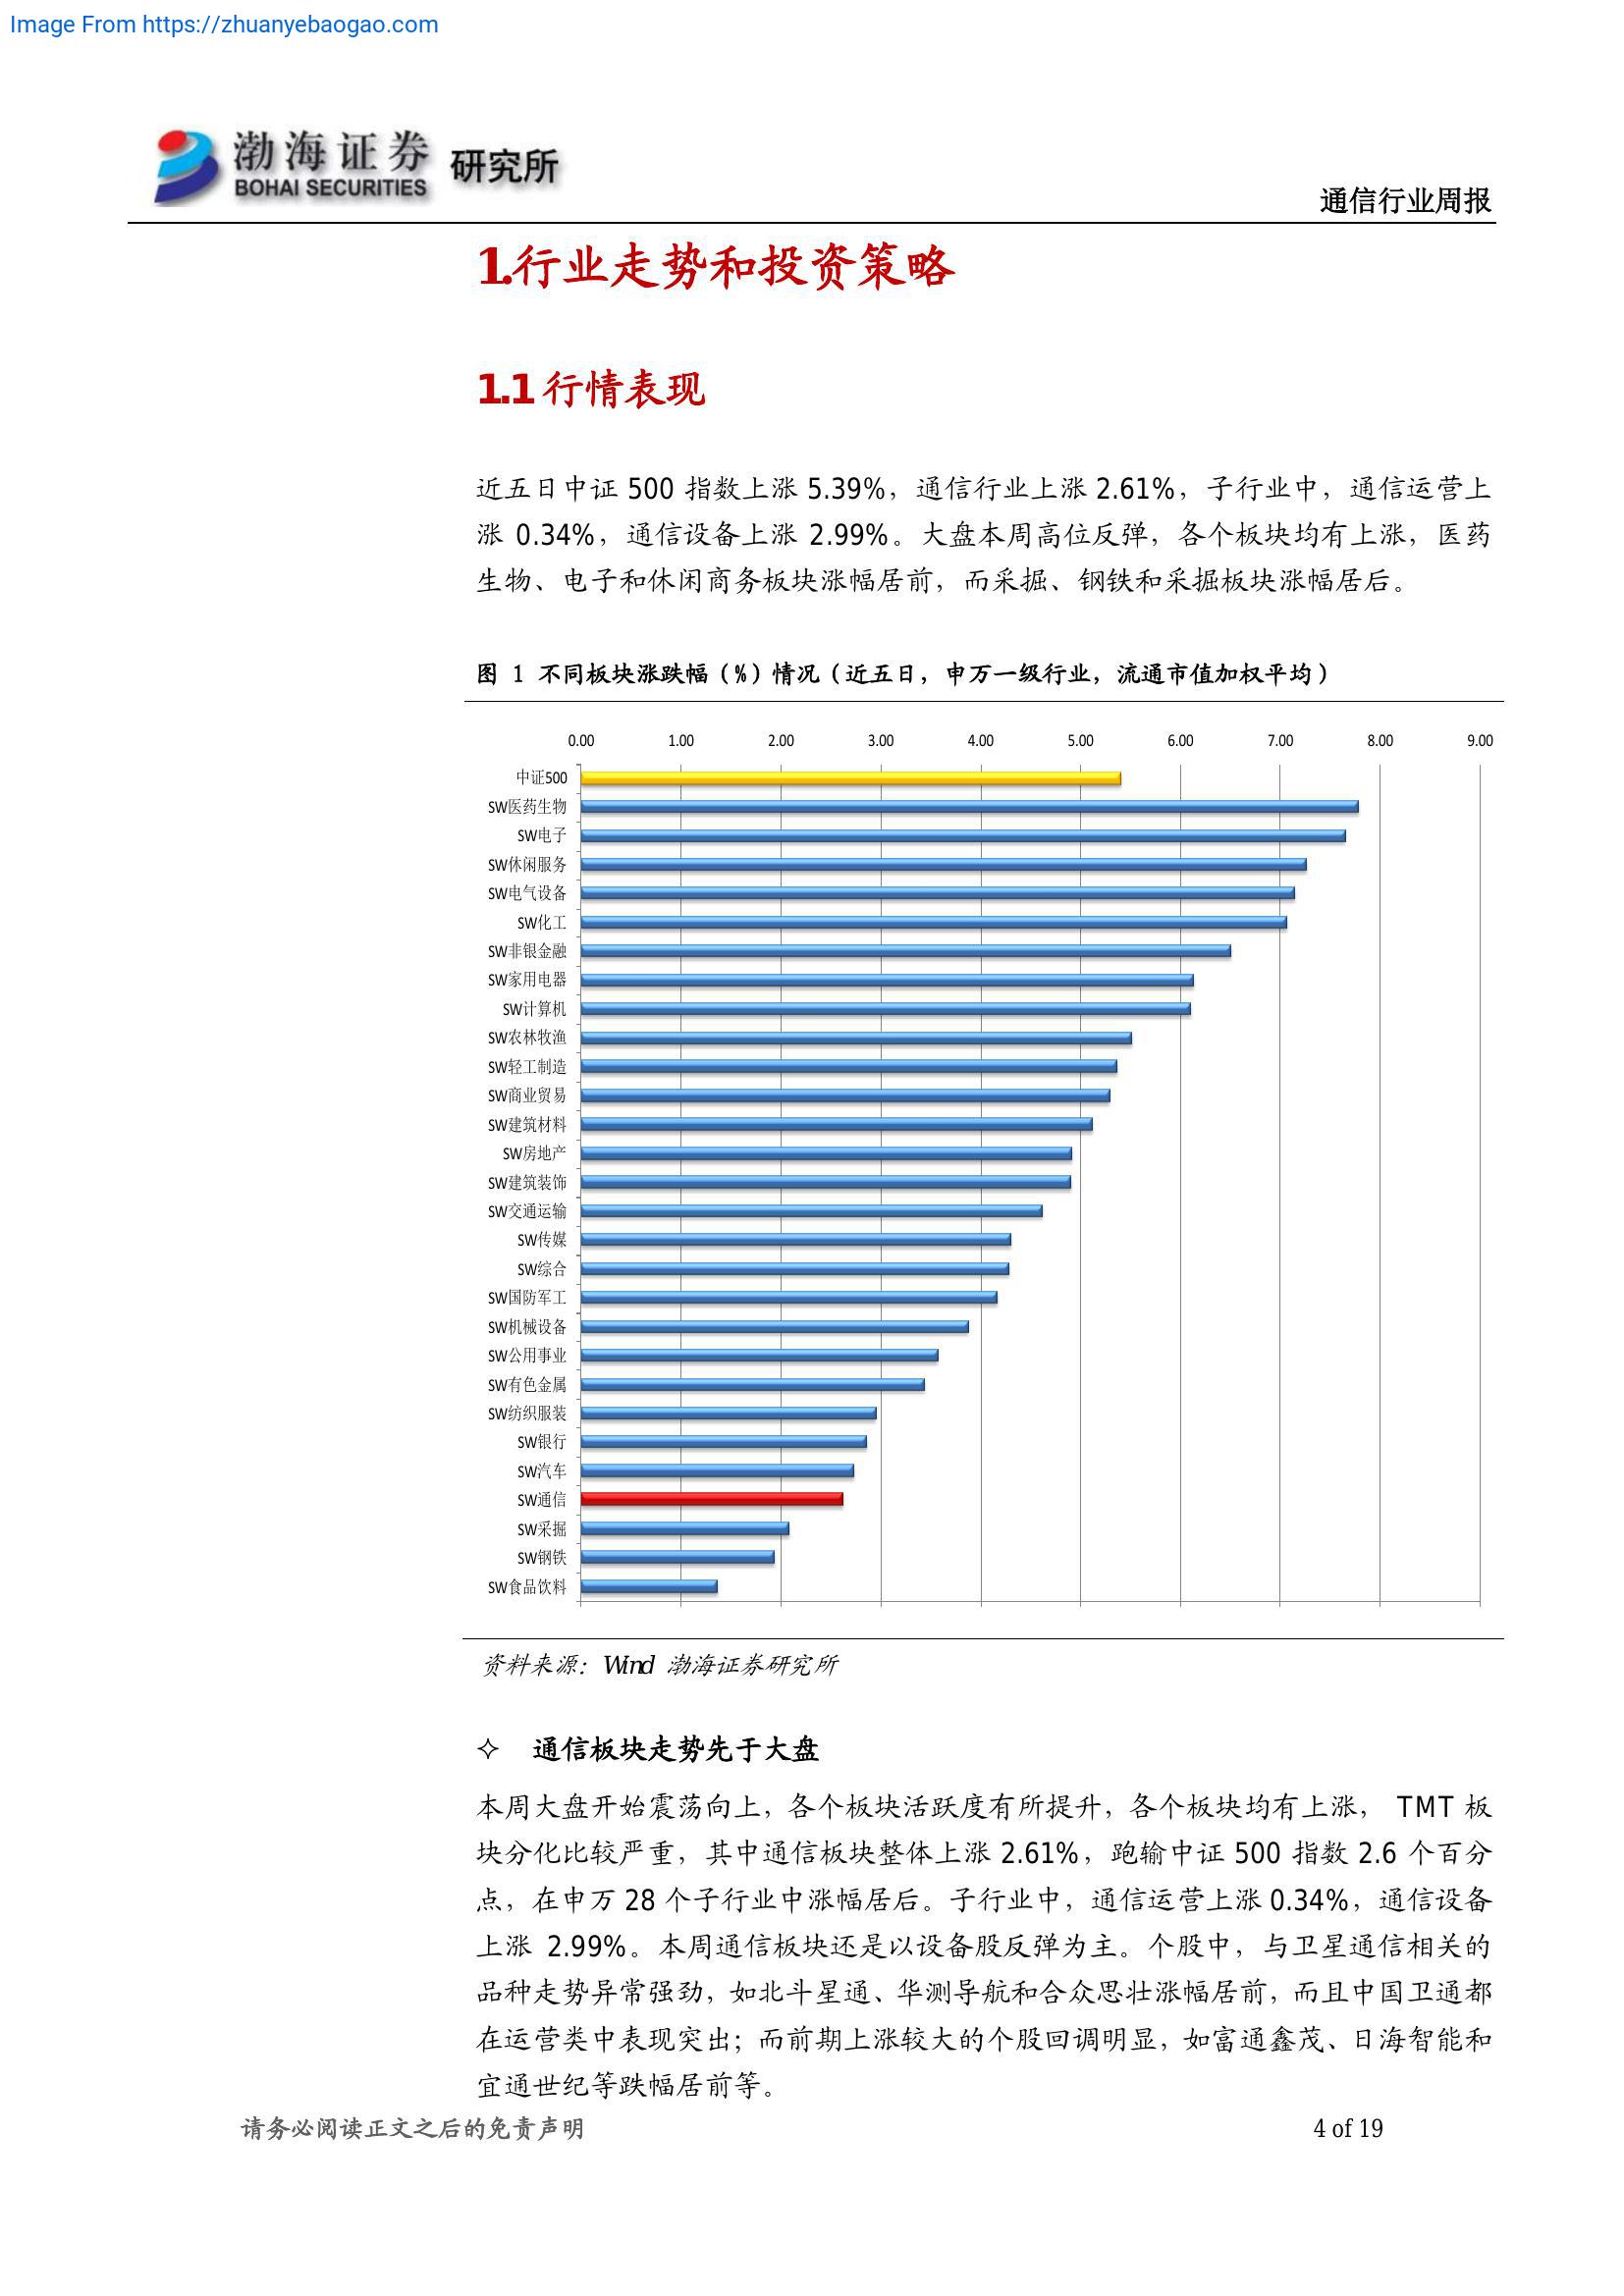 Image From https://zhuanyebaogao.com
渤海证券 研究所
BOHAI SECURITIES
通信行业周报
1.行业走势和投资策略
1.1 行情表现
近五日中证 500 指数上涨 5.39%，通信行业上涨 2.61%，子行业中，通信运营上
涨 0.34%，通信设备上涨 2.99%。大盘本周高位反弹，各个板块均有上涨，医药
生物、电子和休闲商务板块涨幅居前，而采掘、钢铁和采掘板块涨幅居后。
图 1 不同板块涨跌幅（%）情况（近五日，申万一级行业，流通市值加权平均）
0.00 1.00 2.00 3.00 4.00 5.00 6.00 7.00 8.00 9.00
中证500
SW医药生物
SW电子
SW休闲服务
SW电气设备
SW化工
SW非银金融
SW家用电器
SW计算机
SW农林牧渔
SW轻工制造
SW商业贸易
SW建筑材料
SW房地产
SW建筑装饰
SW交通运输
SW传媒
SW综合
SW国防军工
SW机械设备
SW公用事业
SW有色金属
SW纺织服装
SW银行
SW汽车
SW通信
SW采掘
SW钢铁
SW食品饮料
资料来源：Wind 渤海证券研究所
✧ 通信板块走势先于大盘
本周大盘开始震荡向上，各个板块活跃度有所提升，各个板块均有上涨， TMT 板
块分化比较严重，其中通信板块整体上涨 2.61%，跑输中证 500 指数 2.6 个百分
点，在申万 28 个子行业中涨幅居后。子行业中，通信运营上涨 0.34%，通信设备
上涨 2.99%。本周通信板块还是以设备股反弹为主。个股中，与卫星通信相关的
品种走势异常强劲，如北斗星通、华测导航和合众思壮涨幅居前，而且中国卫通都
在运营类中表现突出；而前期上涨较大的个股回调明显，如富通鑫茂、日海智能和
宜通世纪等跌幅居前等。
请务必阅读正文之后的免责声明
4 of 19